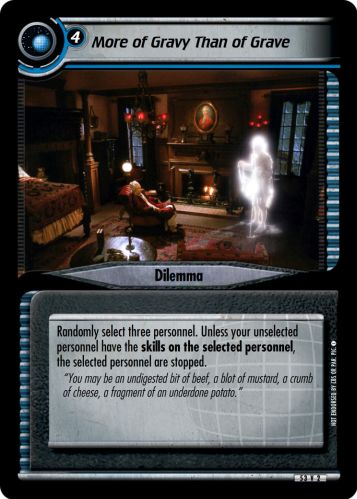 4
More of Gravy Than of Grave
Dilemma
Randomly select three personnel. Unless your unselected
personnel have the skills on the selected personnel,
the selected personnel are stopped.
“You may be an undigested bit of beef, a blot of mustard, a crumb
of cheese, a fragment of an underdone potato.”
NOT ENDORSED BY CBS OR PAR. PIC.
53 V 2